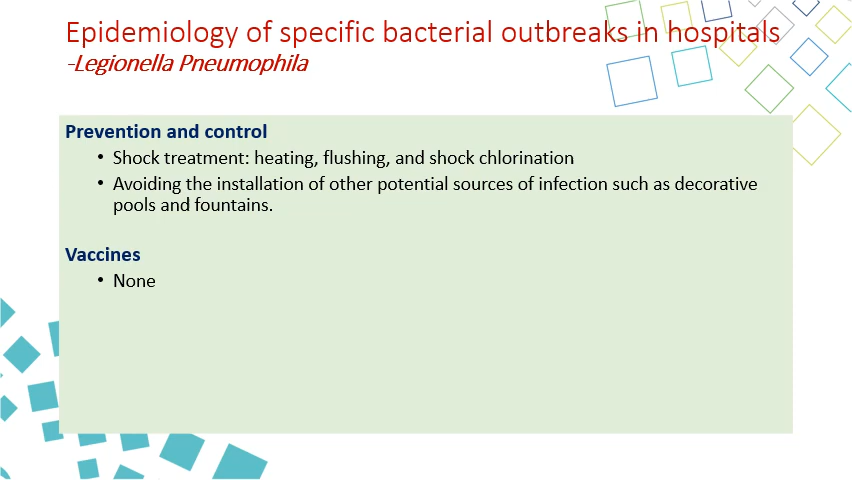 Epidemiology of specific bacterial outbreaks in hospitals
-Legionella Pneumophila
Prevention and control
• Shock treatment: heating, flushing, and shock chlorination
• Avoiding the installation of other potential sources of infection such as decorative
pools and fountains.
Vaccines
• None